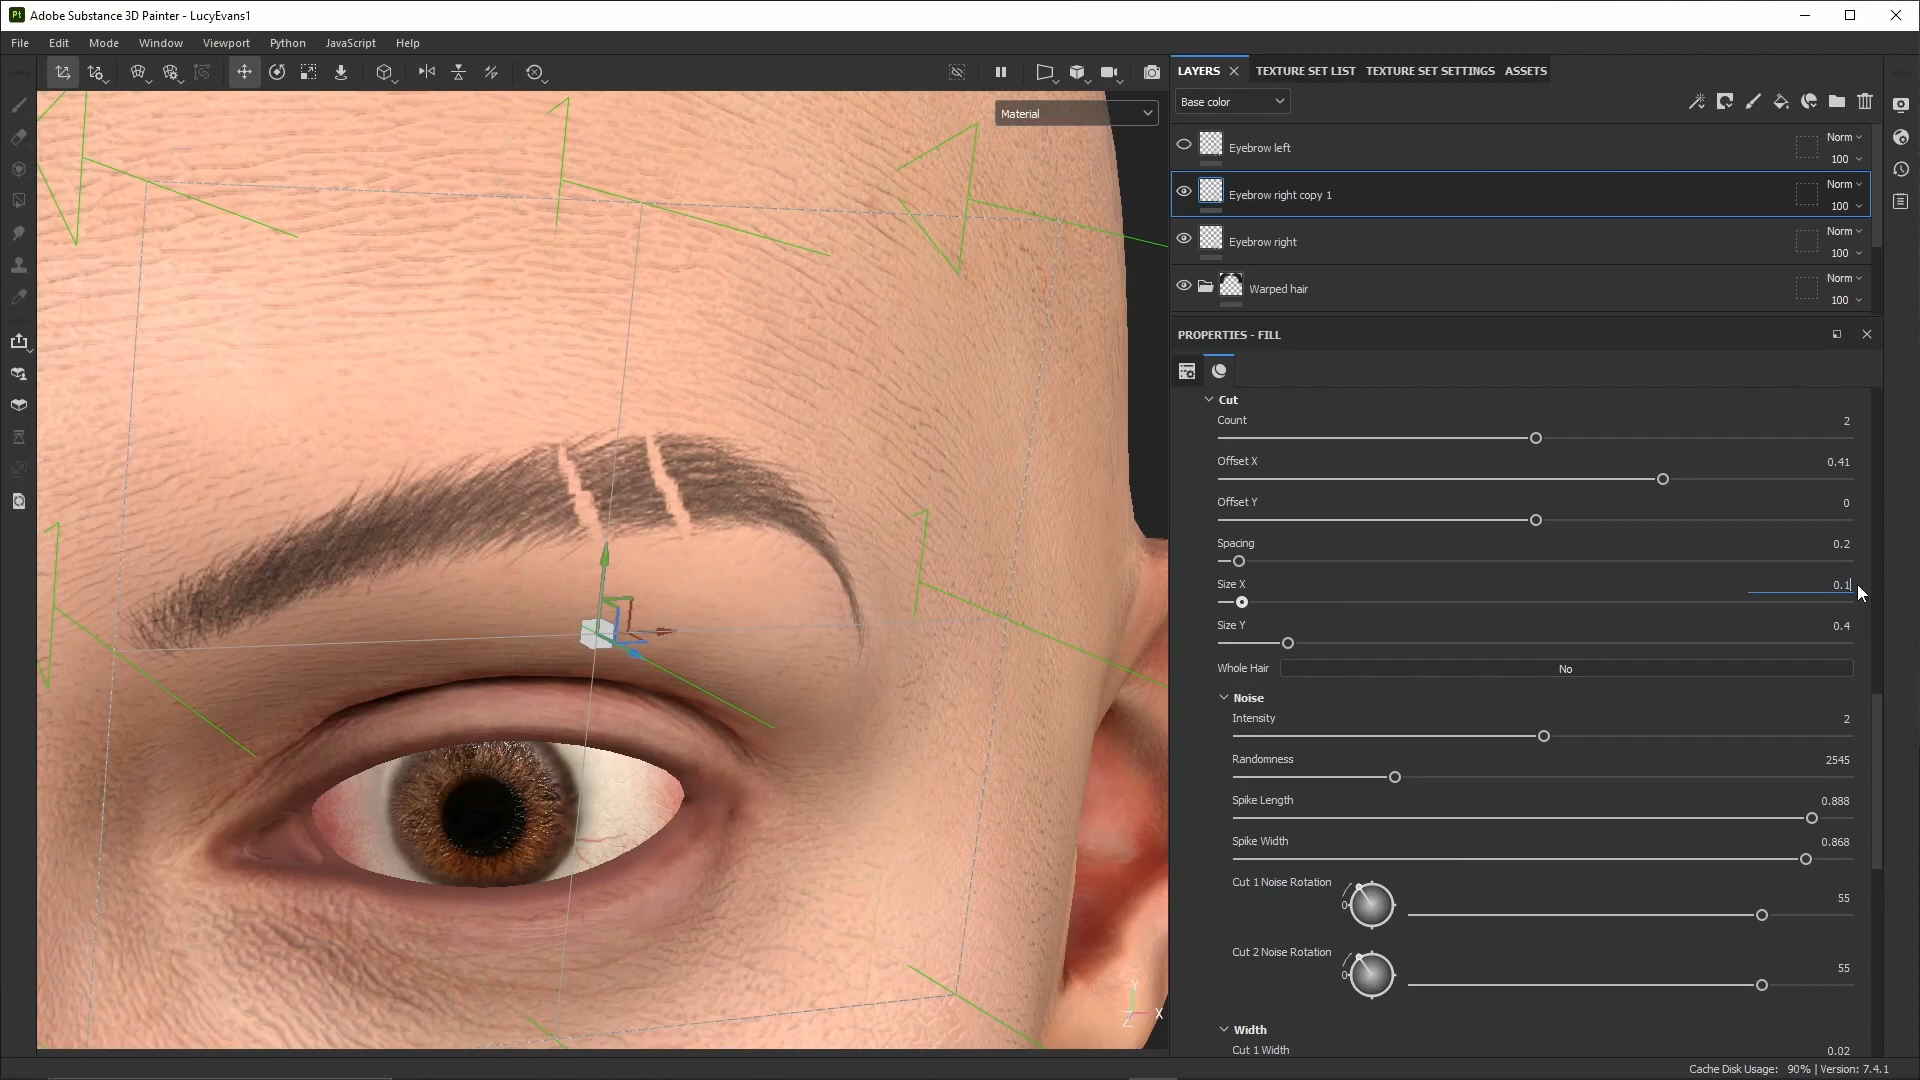 Pt Adobe Substance 3D Painter - LucyEvans1
File Edit Mode Window Viewport Python JavaScript Help
LAYERS TEXTURE SET LIST TEXTURE SET SETTINGS ASSETS
Material
Base color
Eyebrow left Norm 100
Eyebrow right copy 1 Norm 100
Eyebrow right Norm 100
Warped hair Norm 100
PROPERTIES - FILL
Cut
Count 2
Offset X 0.41
Offset Y 0
Spacing 0.2
Size X 0.1
Size Y 0.4
Whole Hair No
Noise
Intensity 2
Randomness 2545
Spike Length 0.888
Spike Width 0.868
Cut 1 Noise Rotation 0 55
Cut 2 Noise Rotation 0 55
Width
Cut 1 Width 0.02
Y
X
Z
Cache Disk Usage: 90% | Version: 7.4.1